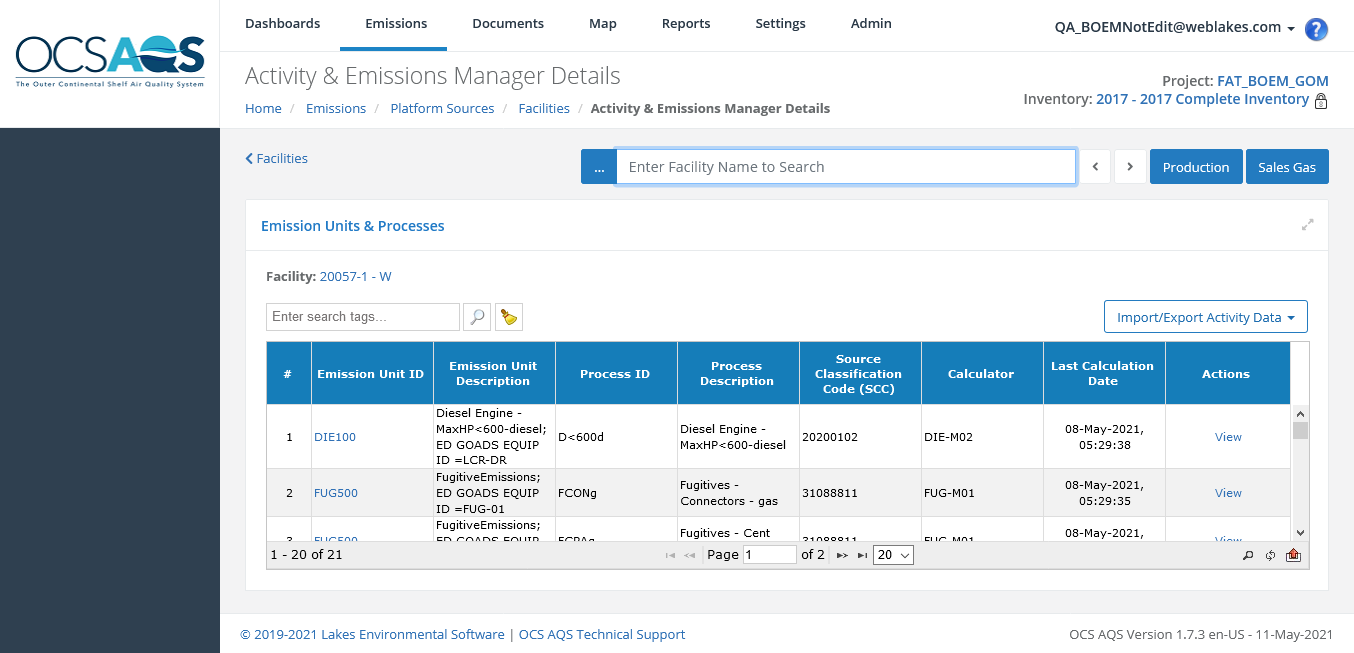 OCSAQS
The Outer Continental Shelf Air Quality System
Dashboards Emissions Documents Map Reports Settings Admin
QA_BOEMNotEdit@weblakes.com ?
Activity & Emissions Manager Details
Home / Emissions / Platform Sources / Facilities / Activity & Emissions Manager Details
Project: FAT_BOEM_GOM
Inventory: 2017 - 2017 Complete Inventory
Facilities
... Enter Facility Name to Search < > Production Sales Gas
Emission Units & Processes
Facility: 20057-1 - W
Enter search tags...
Import/Export Activity Data
# Emission Unit ID Emission Unit Description Process ID Process Description Source Classification Code (SCC) Calculator Last Calculation Date Actions
1 DIE100 Diesel Engine - MaxHP<600-diesel; ED GOADS EQUIP ID =LCR-DR D<600d Diesel Engine - MaxHP<600-diesel 20200102 DIE-M02 08-May-2021, 05:29:38 View
2 FUG500 FugitiveEmissions; ED GOADS EQUIP ID =FUG-01 FCONg Fugitives - Connectors - gas 31088811 FUG-M01 08-May-2021, 05:29:35 View
3 FUG500 FugitiveEmissions; ED GOADS EQUIP Fugitives - Cent 31088811 FUG-M01 08-May-2021, View
1 - 20 of 21 Page 1 of 2 20
© 2019-2021 Lakes Environmental Software | OCS AQS Technical Support
OCS AQS Version 1.7.3 en-US - 11-May-2021